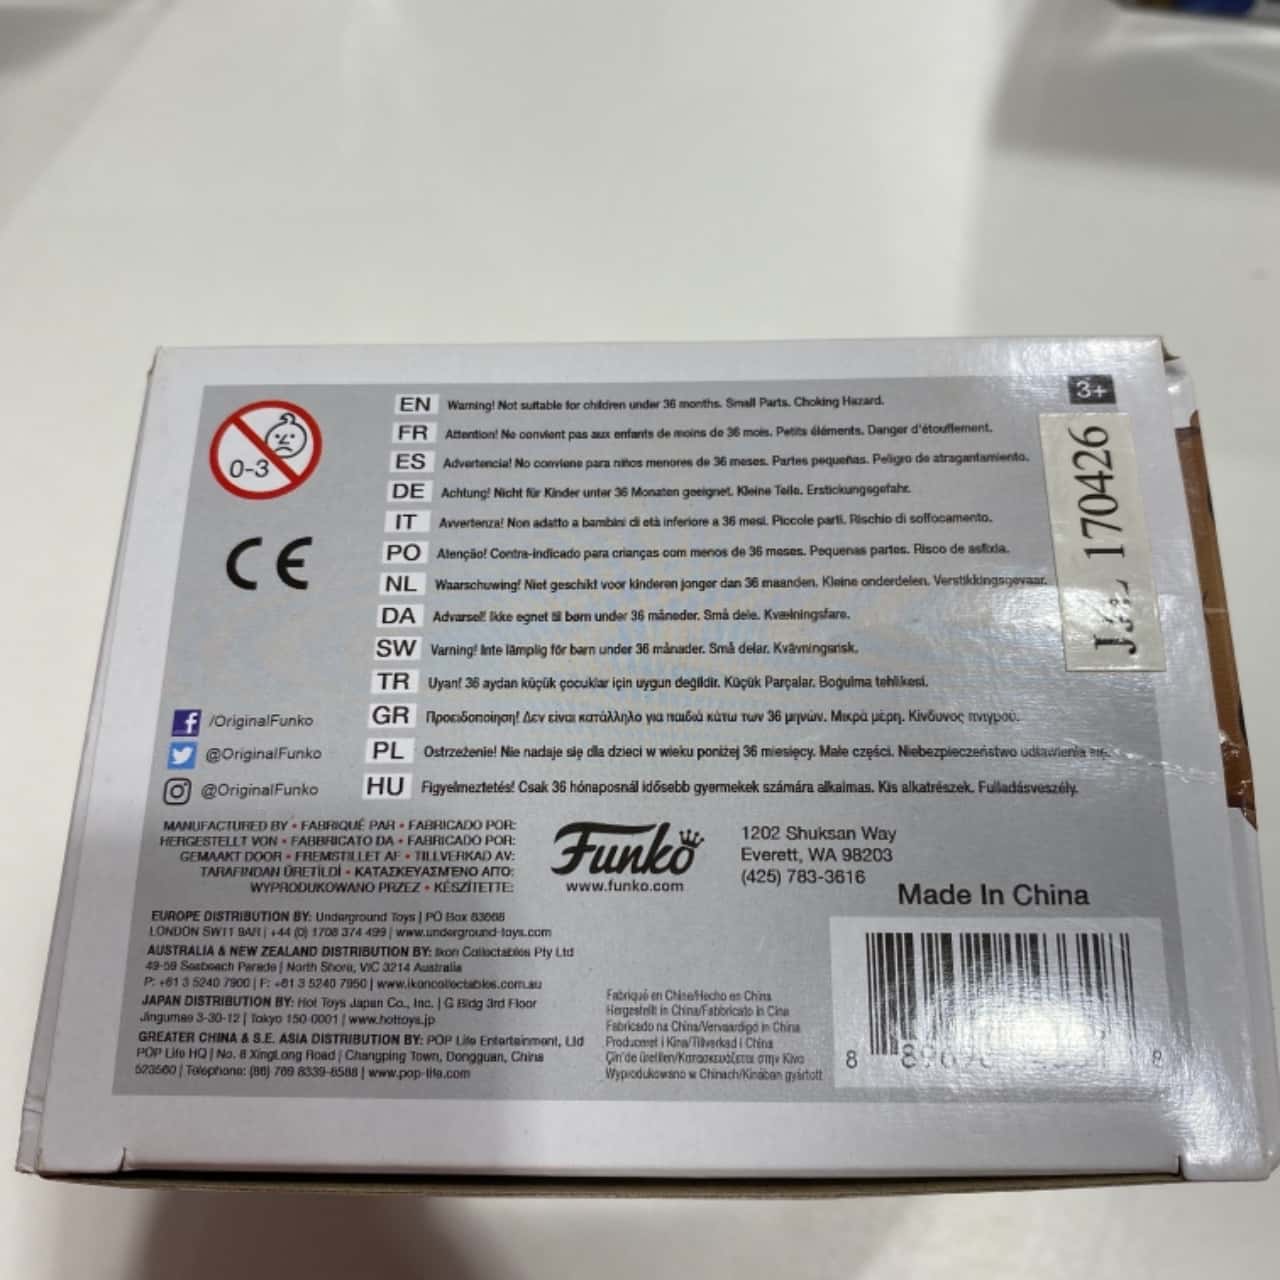 3+
EN Warning! Not suitable for children under 36 months. Small Parts. Choking Hazard.
FR Attention! Ne convient pas aux enfants de moins de 36 mois. Petits éléments. Danger d'étouffement.
ES Advertencia! No conviene para niños menores de 36 meses. Partes pequeñas. Peligro de atragantamiento.
DE Achtung! Nicht für Kinder unter 36 Monaten geeignet. Kleine Teile. Erstickungsgefahr.
IT Avvertenza! Non adatto a bambini di età inferiore a 36 mesi. Piccole parti. Rischio di soffocamento.
PO Atenção! Contra-indicado para crianças com menos de 36 meses. Pequenas partes. Risco de asfixia.
NL Waarschuwing! Niet geschikt voor kinderen jonger dan 36 maanden. Kleine onderdelen. Verstikkingsgevaar.
DA Advarsel! Ikke egnet til børn under 36 måneder. Små dele. Kvælningsfare.
SW Varning! Inte lämplig för barn under 36 månader. Små delar. Kvävningsrisk.
TR Uyan! 36 aydan küçük çocuklar için uygun değildir. Küçük Parçalar. Boğulma tehlikesi.
GR Προειδοποίηση! Δεν είναι κατάλληλο για παιδιά κάτω των 36 μηνών. Μικρά μέρη. Κίνδυνος πνιγμού.
PL Ostrzeżenie! Nie nadaje się dla dzieci w wieku poniżej 36 miesięcy. Małe części. Niebezpieczeństwo udławienia się.
HU Figyelmeztetés! Csak 36 hónaposnál idősebb gyermekek számára alkalmas. Kis alkatrészek. Fulladásveszély.
0-3
CE
/OriginalFunko
@OriginalFunko
@OriginalFunko
170426
MANUFACTURED BY • FABRIQUÉ PAR • FABRICADO POR:
HERGESTELLT VON • FABBRICATO DA • FABRICADO POR:
GEMAAKT DOOR • FREMSTILLET AF • TILLVERKAD AV:
TARAFINDAN ÜRETİLDİ • ΚΑΤΑΣΚΕΥΑΣΜΕΝΟ ΑΠΟ:
WYPRODUKOWANO PRZEZ • KÉSZÍTETTE:
Funko
www.funko.com
1202 Shuksan Way
Everett, WA 98203
(425) 783-3616
Made In China
EUROPE DISTRIBUTION BY: Underground Toys | PO Box 83668
LONDON SW11 9AR | +44 (0) 1708 374 499 | www.underground-toys.com
AUSTRALIA & NEW ZEALAND DISTRIBUTION BY: Ikon Collectables Pty Ltd
49-59 Seabeach Parade | North Shore, VIC 3214 Australia
P: +61 3 5240 7900 | F: +61 3 5240 7950 | www.ikoncollectables.com.au
JAPAN DISTRIBUTION BY: Hot Toys Japan Co., Inc. | G Bldg 3rd Floor
Jingumae 3-30-12 | Tokyo 150-0001 | www.hottoys.jp
GREATER CHINA & S.E. ASIA DISTRIBUTION BY: POP Life Entertainment, Ltd
POP Life HQ | No. 8 XingLong Road | Changping Town, Dongguan, China
523560 | Telephone: (86) 769 8339-8588 | www.pop-life.com
Fabriqué en Chine/Hecho en China
Hergestellt in China/Fabbricato in Cina
Fabricado na China/Vervaardigd in China
Produceret i Kina/Tillverkad i China
Çin'de üretilen/Κατασκευάζεται στην Κίνα
Wyprodukowano w Chinach/Kínában gyártott
8 8